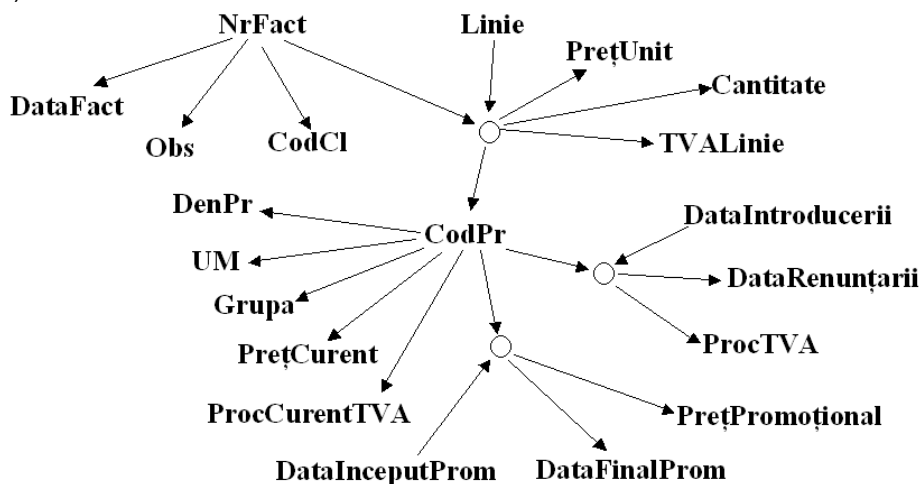 NrFact
Linie
PrețUnit
Cantitate
DataFact
Obs
CodCl
TVALinie
DenPr
CodPr
DataIntroducerii
UM
DataRenunțarii
Grupa
PrețCurent
ProcTVA
ProcCurentTVA
PrețPromoțional
DataInceputProm
DataFinalProm